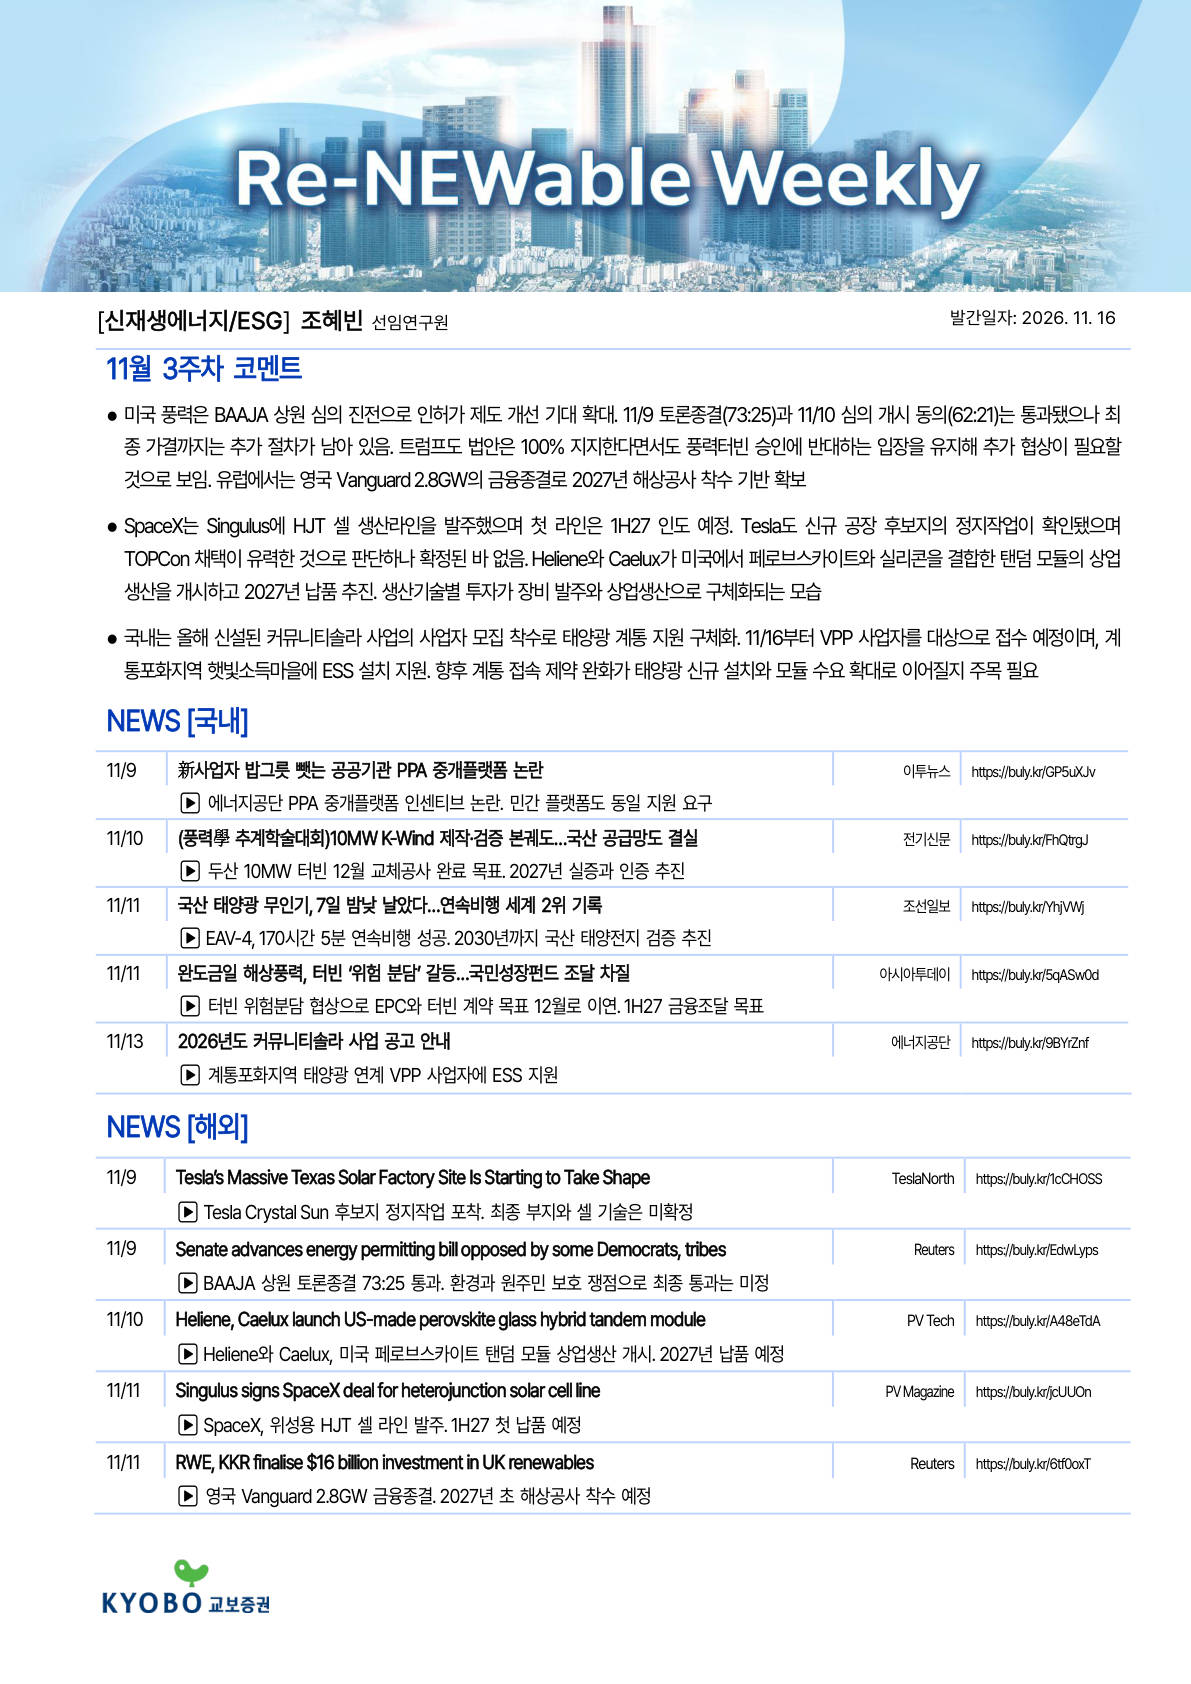 Re-NEWable Weekly
[신재생에너지/ESG] 조혜빈 선임연구원
발간일자: 2026. 11. 16
11월 3주차 코멘트
● 미국 풍력은 BAAJA 상원 심의 진전으로 인허가 제도 개선 기대 확대. 11/9 토론종결(73:25)과 11/10 심의 개시 동의(62:21)는 통과됐으나 최
종 가결까지는 추가 절차가 남아 있음. 트럼프도 법안은 100% 지지한다면서도 풍력터빈 승인에 반대하는 입장을 유지해 추가 협상이 필요할
것으로 보임. 유럽에서는 영국 Vanguard 2.8GW의 금융종결로 2027년 해상공사 착수 기반 확보
● SpaceX는 Singulus에 HJT 셀 생산라인을 발주했으며 첫 라인은 1H27 인도 예정. Tesla도 신규 공장 후보지의 정지작업이 확인됐으며
TOPCon 채택이 유력한 것으로 판단하나 확정된 바 없음. Heliene와 Caelux가 미국에서 페로브스카이트와 실리콘을 결합한 탠덤 모듈의 상업
생산을 개시하고 2027년 납품 추진. 생산기술별 투자가 장비 발주와 상업생산으로 구체화되는 모습
● 국내는 올해 신설된 커뮤니티솔라 사업의 사업자 모집 착수로 태양광 계통 지원 구체화. 11/16부터 VPP 사업자를 대상으로 접수 예정이며, 계
통포화지역 햇빛소득마을에 ESS 설치 지원. 향후 계통 접속 제약 완화가 태양광 신규 설치와 모듈 수요 확대로 이어질지 주목 필요
NEWS [국내]
11/9 新사업자 밥그릇 뺏는 공공기관 PPA 중개플랫폼 논란 이투뉴스 https://buly.kr/GP5uXJv
▶ 에너지공단 PPA 중개플랫폼 인센티브 논란. 민간 플랫폼도 동일 지원 요구
11/10 (풍력學 추계학술대회)10MW K-Wind 제작·검증 본궤도…국산 공급망도 결실 전기신문 https://buly.kr/FhQtrgJ
▶ 두산 10MW 터빈 12월 교체공사 완료 목표. 2027년 실증과 인증 추진
11/11 국산 태양광 무인기, 7일 밤낮 날았다…연속비행 세계 2위 기록 조선일보 https://buly.kr/YhjVWj
▶ EAV-4, 170시간 5분 연속비행 성공. 2030년까지 국산 태양전지 검증 추진
11/11 완도금일 해상풍력, 터빈 ‘위험 분담’ 갈등…국민성장펀드 조달 차질 아시아투데이 https://buly.kr/5qASw0d
▶ 터빈 위험분담 협상으로 EPC와 터빈 계약 목표 12월로 이연. 1H27 금융조달 목표
11/13 2026년도 커뮤니티솔라 사업 공고 안내 에너지공단 https://buly.kr/9BYrZnf
▶ 계통포화지역 태양광 연계 VPP 사업자에 ESS 지원
NEWS [해외]
11/9 Tesla’s Massive Texas Solar Factory Site Is Starting to Take Shape TeslaNorth https://buly.kr/1cCHOSS
▶ Tesla Crystal Sun 후보지 정지작업 포착. 최종 부지와 셀 기술은 미확정
11/9 Senate advances energy permitting bill opposed by some Democrats, tribes Reuters https://buly.kr/EdwLyps
▶ BAAJA 상원 토론종결 73:25 통과. 환경과 원주민 보호 쟁점으로 최종 통과는 미정
11/10 Heliene, Caelux launch US-made perovskite glass hybrid tandem module PV Tech https://buly.kr/A48eTdA
▶ Heliene와 Caelux, 미국 페로브스카이트 탠덤 모듈 상업생산 개시. 2027년 납품 예정
11/11 Singulus signs SpaceX deal for heterojunction solar cell line PV Magazine https://buly.kr/jcUUOn
▶ SpaceX, 위성용 HJT 셀 라인 발주. 1H27 첫 납품 예정
11/11 RWE, KKR finalise $16 billion investment in UK renewables Reuters https://buly.kr/6tf0oxT
▶ 영국 Vanguard 2.8GW 금융종결. 2027년 초 해상공사 착수 예정
KYOBO 교보증권